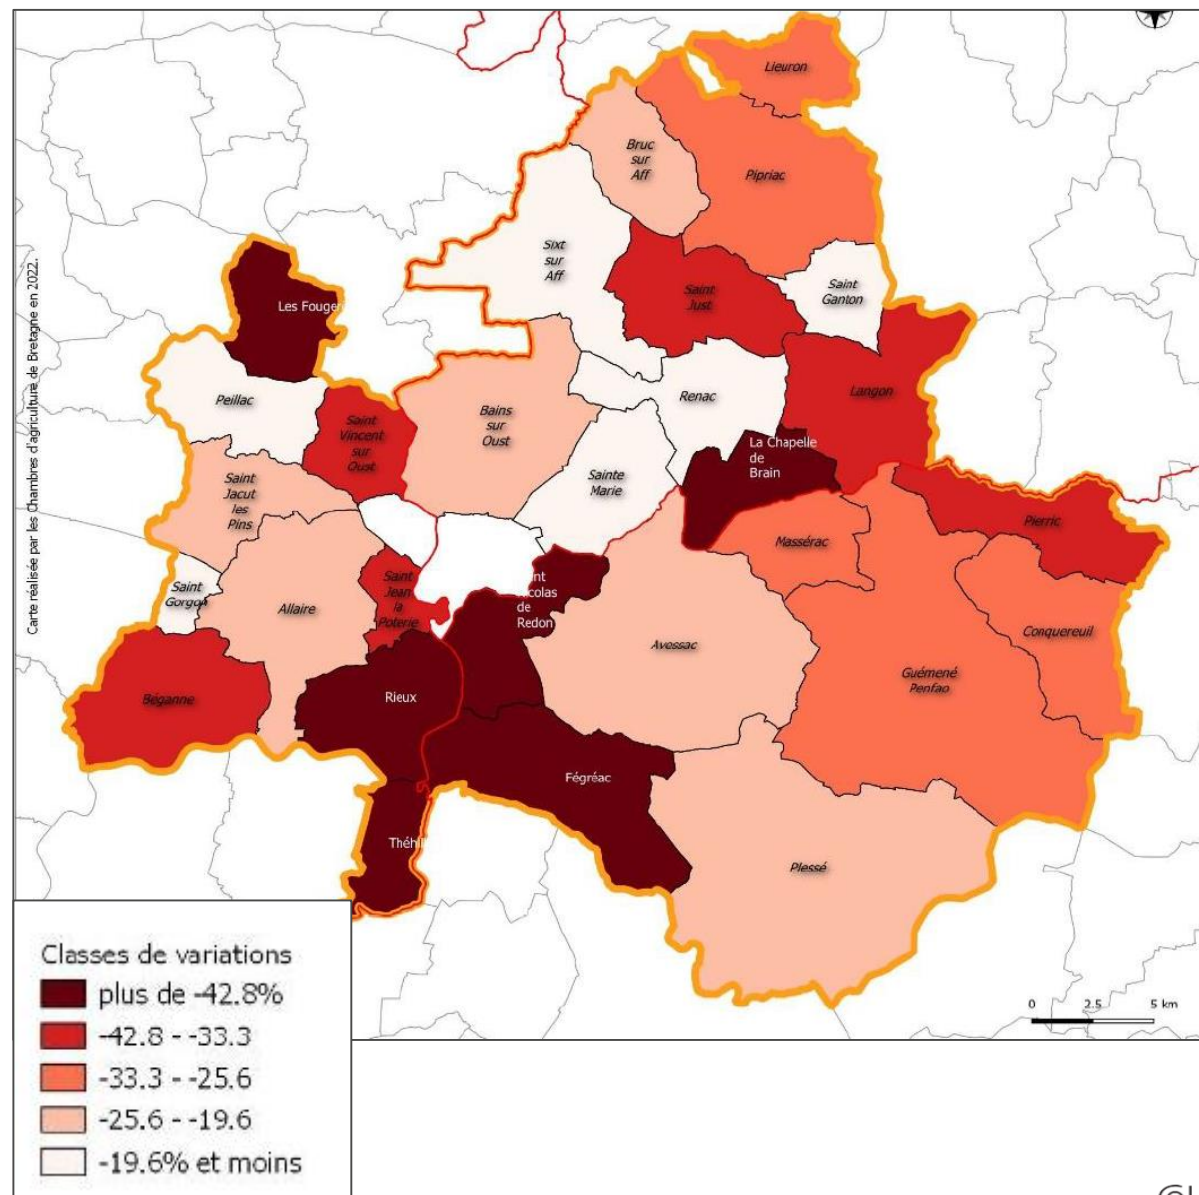 Lieuron
Bruc
sur
Aff
Pipriac
Sixt
sur
Aff
Saint
Ganton
Saint
Just
Les Fouger
Peillac
Renac
Langon
Saint
Vincent
sur
Oust
Bains
sur
Oust
La Chapelle
de
Brain
Sainte
Marie
Saint
Jacut
les
Pins
Pierric
Massérac
Saint
Gorgon
Allaire
Saint
Jean
la
Poterie
int
icolas
de
Redon
Avessac
Conquereuil
Guémené
Penfao
Béganne
Rieux
Fégréac
Théhil
Plessé
Carte réalisée par les Chambres d'agriculture de Bretagne en 2022.
0 2.5 5 km
Classes de variations
plus de -42.8%
-42.8 - -33.3
-33.3 - -25.6
-25.6 - -19.6
-19.6% et moins